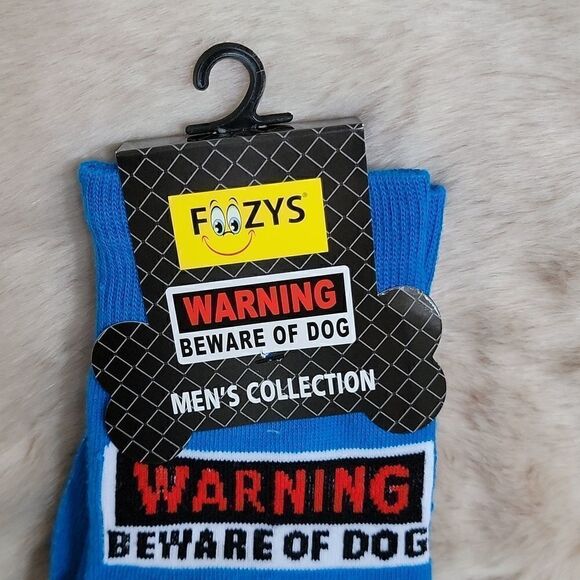 FOOZYS
WARNING
BEWARE OF DOG
MEN'S COLLECTION
WARNING
BEWARE OF DOG